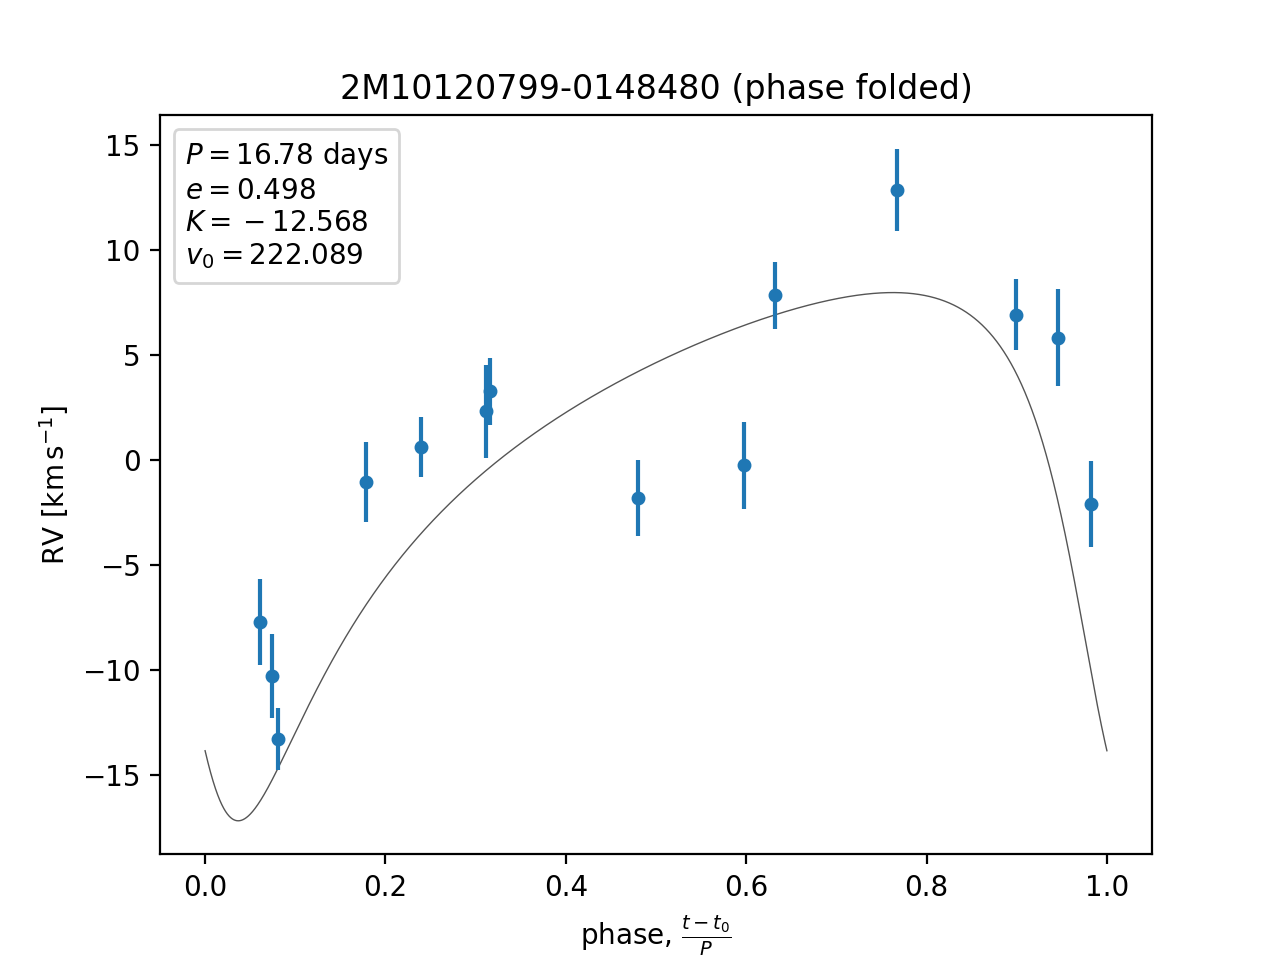 2M10120799-0148480 (phase folded)
P = 16.78 days
e = 0.498
K = −12.568
v₀ = 222.089
15
10
5
0
−5
−10
−15
RV [km s⁻¹]
0.0 0.2 0.4 0.6 0.8 1.0
phase, (t − t₀)/P